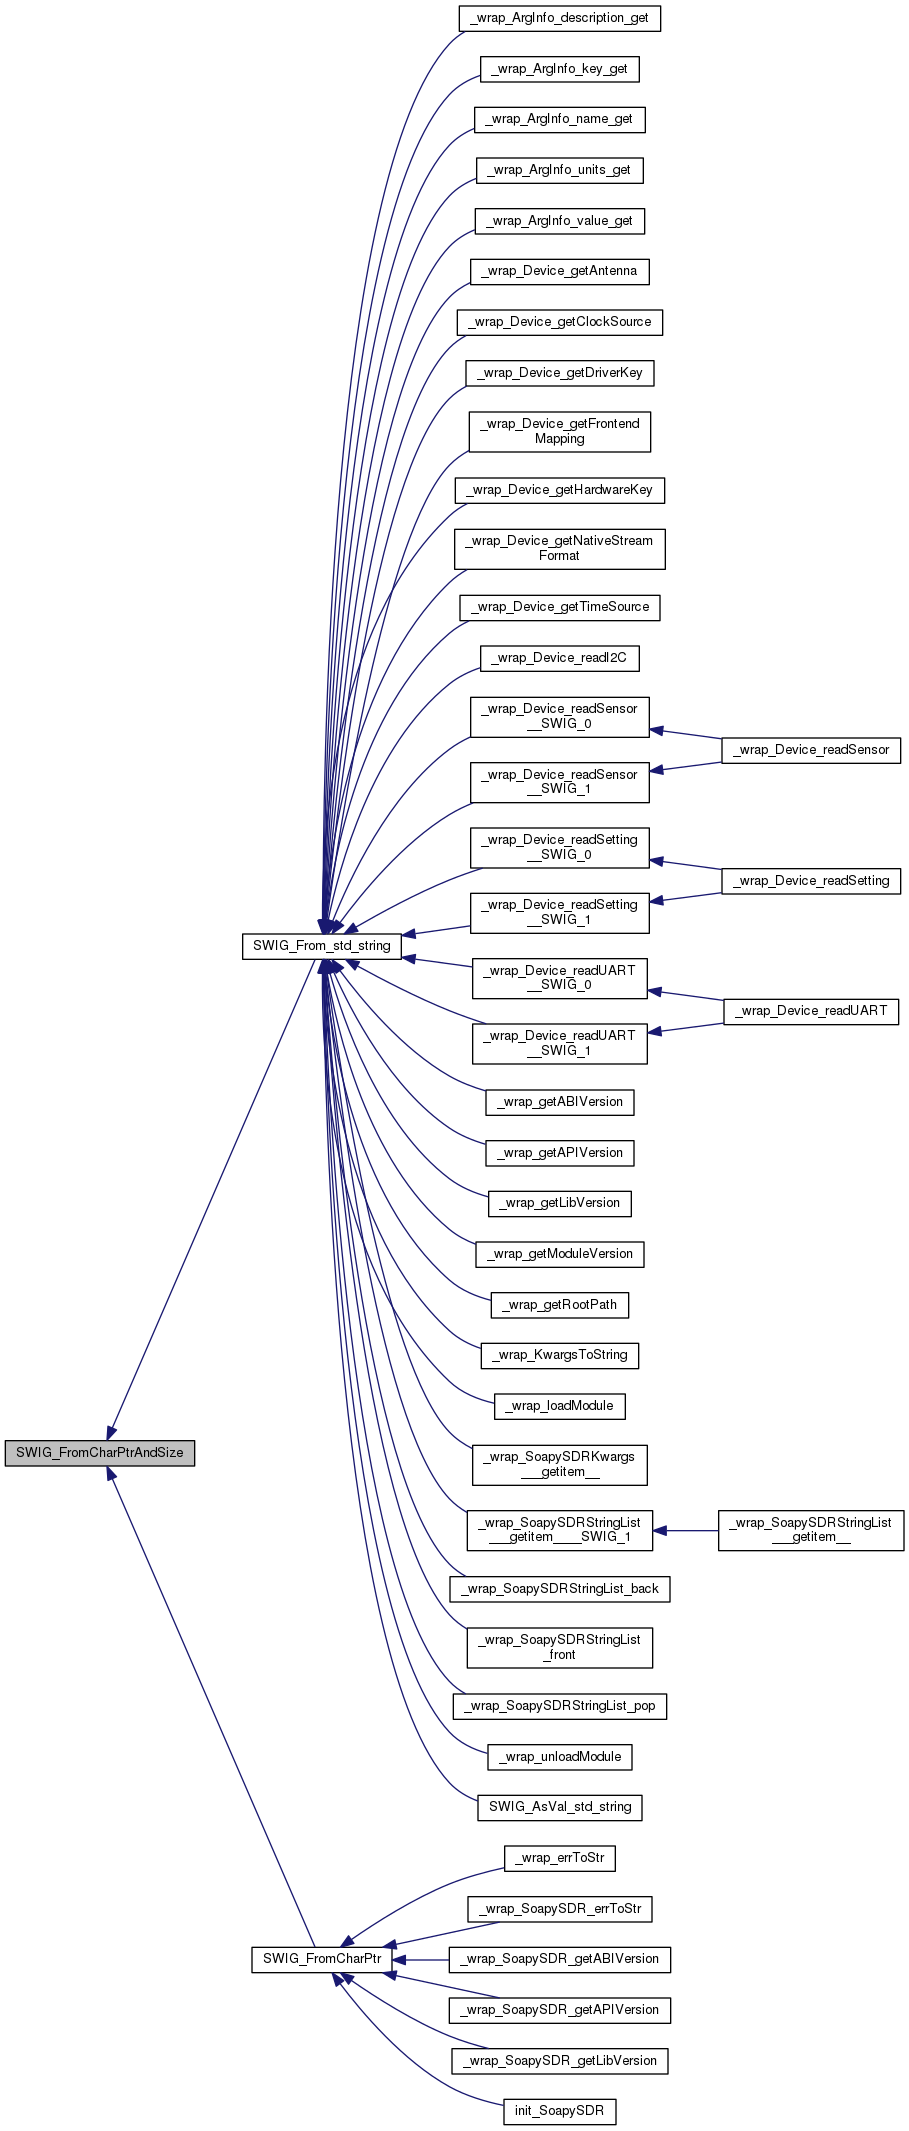 _wrap_ArgInfo_description_get
_wrap_ArgInfo_key_get
_wrap_ArgInfo_name_get
_wrap_ArgInfo_units_get
_wrap_ArgInfo_value_get
_wrap_Device_getAntenna
_wrap_Device_getClockSource
_wrap_Device_getDriverKey
_wrap_Device_getFrontend
Mapping
_wrap_Device_getHardwareKey
_wrap_Device_getNativeStream
Format
_wrap_Device_getTimeSource
_wrap_Device_readI2C
_wrap_Device_readSensor
__SWIG_0
_wrap_Device_readSensor
_wrap_Device_readSensor
__SWIG_1
_wrap_Device_readSetting
__SWIG_0
_wrap_Device_readSetting
_wrap_Device_readSetting
__SWIG_1
SWIG_From_std_string
_wrap_Device_readUART
__SWIG_0
_wrap_Device_readUART
_wrap_Device_readUART
__SWIG_1
_wrap_getABIVersion
_wrap_getAPIVersion
_wrap_getLibVersion
_wrap_getModuleVersion
_wrap_getRootPath
_wrap_KwargsToString
_wrap_loadModule
SWIG_FromCharPtrAndSize
_wrap_SoapySDRKwargs
___getitem__
_wrap_SoapySDRStringList
___getitem____SWIG_1
_wrap_SoapySDRStringList
___getitem__
_wrap_SoapySDRStringList_back
_wrap_SoapySDRStringList
_front
_wrap_SoapySDRStringList_pop
_wrap_unloadModule
SWIG_AsVal_std_string
_wrap_errToStr
_wrap_SoapySDR_errToStr
SWIG_FromCharPtr
_wrap_SoapySDR_getABIVersion
_wrap_SoapySDR_getAPIVersion
_wrap_SoapySDR_getLibVersion
init_SoapySDR